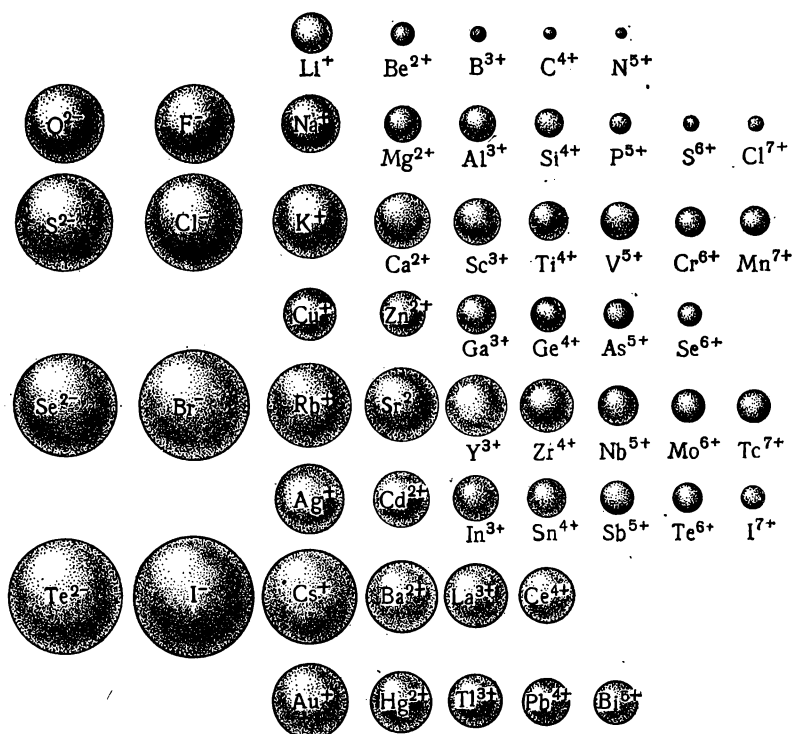 Li⁺ Be²⁺ B³⁺ C⁴⁺ N⁵⁺
O²⁻ F⁻ Na⁺
Mg²⁺ Al³⁺ Si⁴⁺ P⁵⁺ S⁶⁺ Cl⁷⁺
S²⁻ Cl⁻ K⁺
Ca²⁺ Sc³⁺ Ti⁴⁺ V⁵⁺ Cr⁶⁺ Mn⁷⁺
Cu⁺ Zn²⁺
Ga³⁺ Ge⁴⁺ As⁵⁺ Se⁶⁺
Se²⁻ Br⁻ Rb⁺ Sr²
Y³⁺ Zr⁴⁺ Nb⁵⁺ Mo⁶⁺ Tc⁷⁺
Ag⁺ Cd²⁺
In³⁺ Sn⁴⁺ Sb⁵⁺ Te⁶⁺ I⁷⁺
Te²⁻ I⁻ Cs⁺ Ba²⁺ La³⁺ Ce⁴⁺
Au⁺ Hg²⁺ Tl³⁺ Pb⁴⁺ Bi⁵⁺